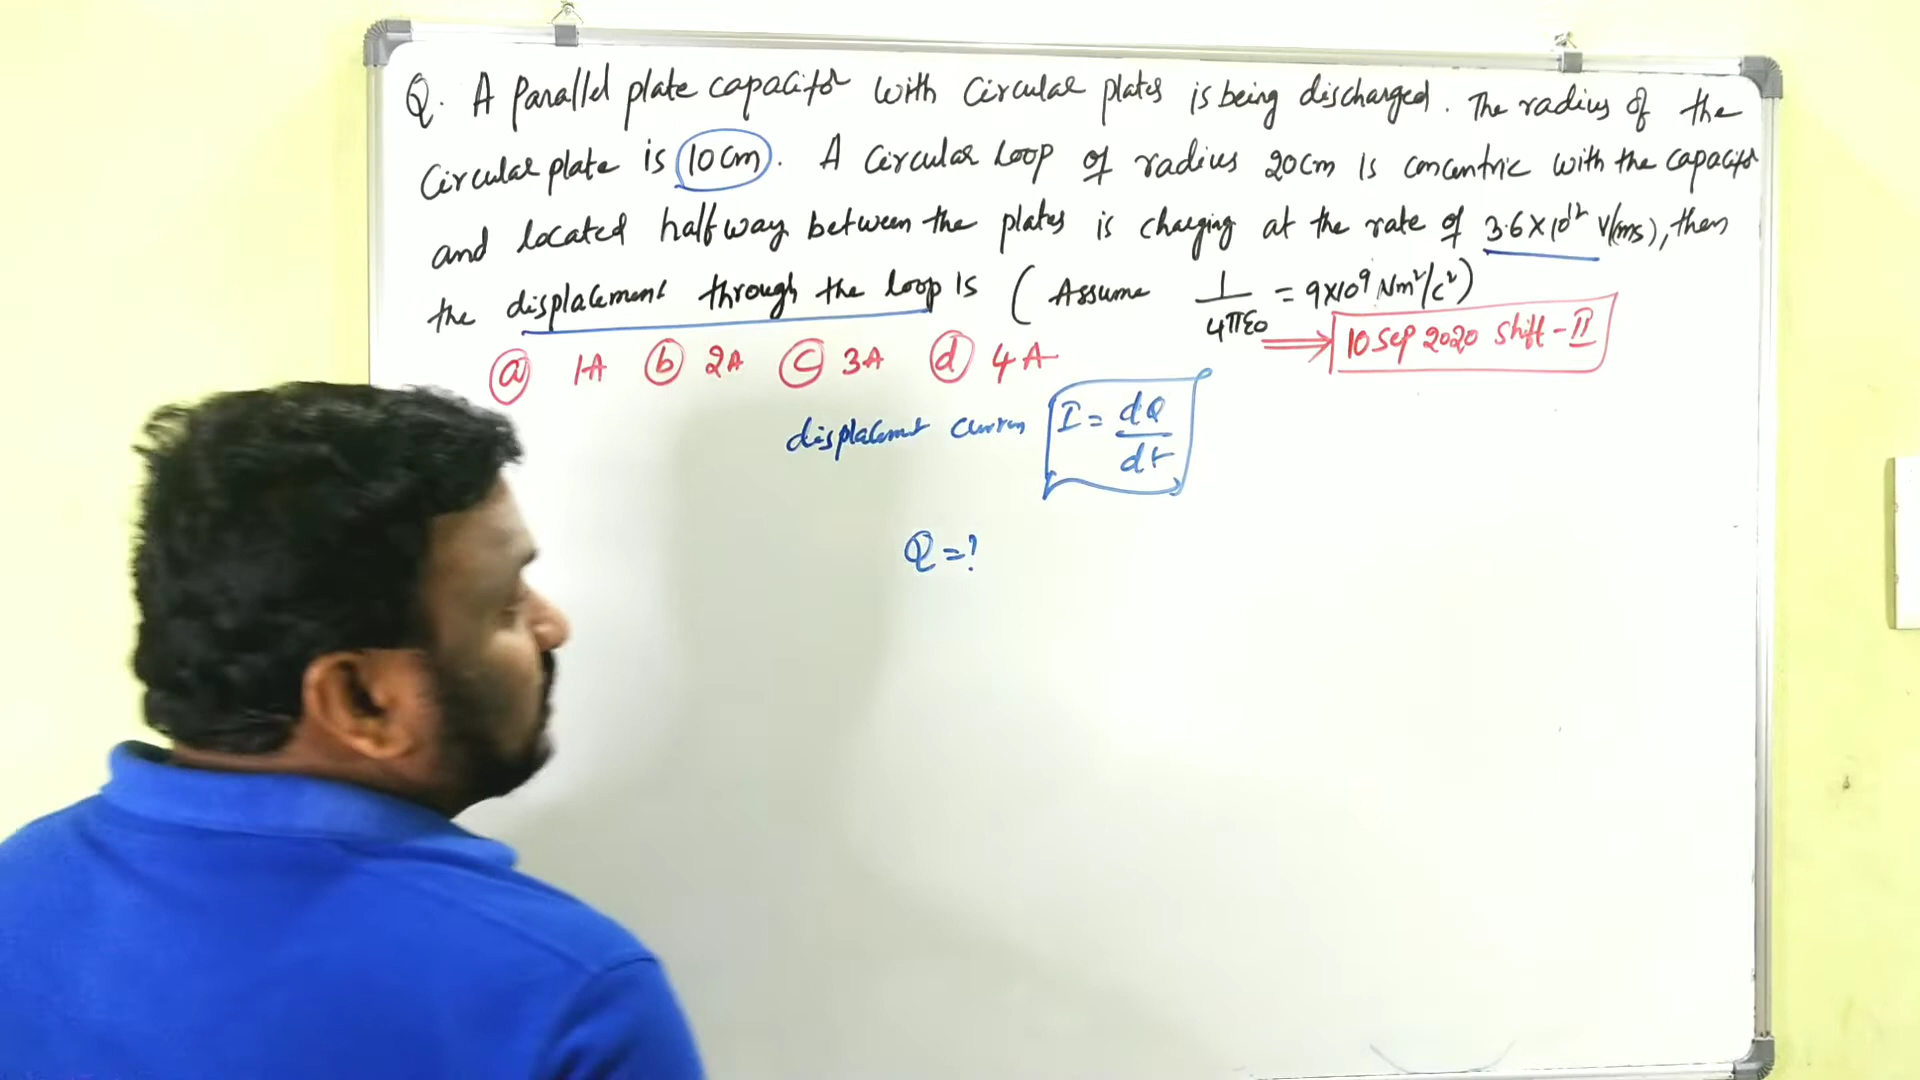 Q. A Parallel plate capacitor with Circular plates is being discharged. The radius of the
Circular plate is 10cm. A Circular Loop of radius 20cm is concentric with the capacitor
and located halfway between the plates is charging at the rate of 3.6×10¹² V/(ms), then
the displacement through the loop is ( Assume 1/4πε0 = 9×10⁹ Nm²/c²)
10 Sep 2020 Shift-II
a 1A b 2A c 3A d 4A
displacement curren I = dQ/dt
Q=?